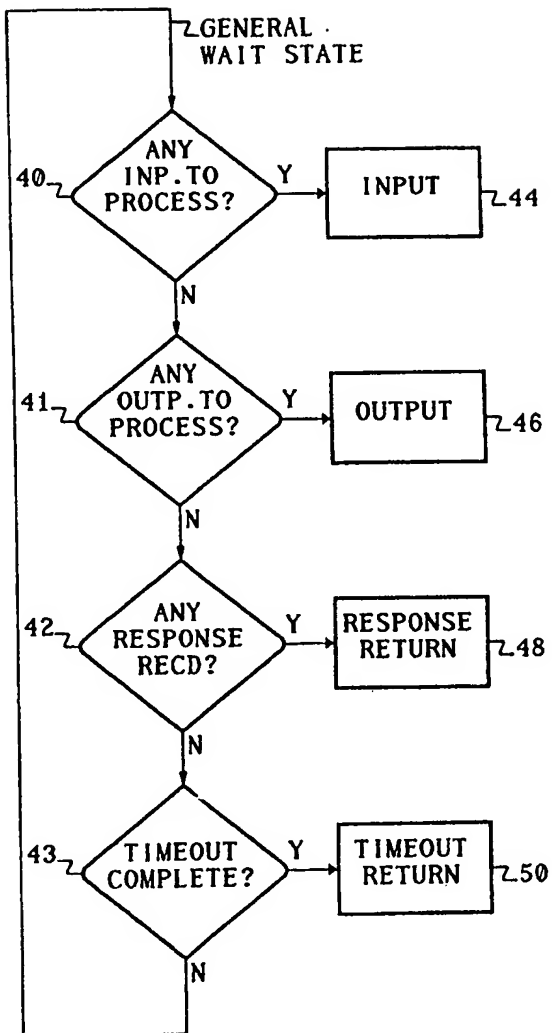 GENERAL
WAIT STATE
ANY
INP.TO
PROCESS?
40
Y
INPUT
44
N
ANY
OUTP.TO
PROCESS?
41
Y
OUTPUT
46
N
ANY
RESPONSE
RECD?
42
Y
RESPONSE
RETURN
48
N
TIMEOUT
COMPLETE?
43
Y
TIMEOUT
RETURN
50
N